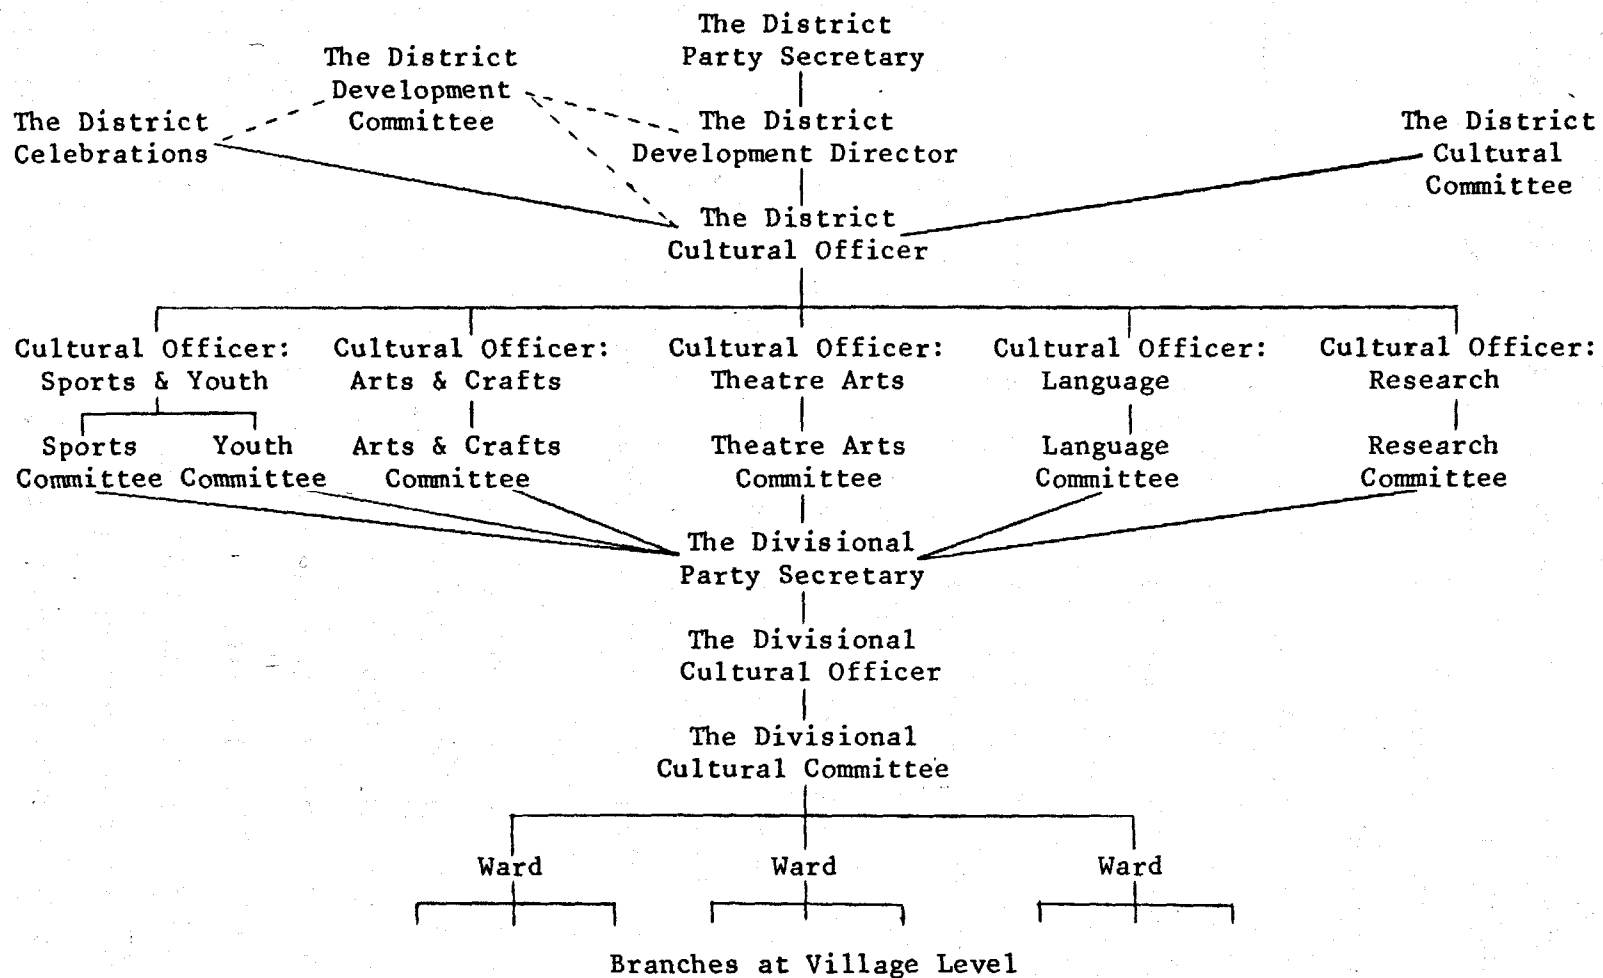 The District
Party Secretary
The District
Development
Committee
The District
Celebrations
The District
Development Director
The District
Cultural
Committee
The District
Cultural Officer
Cultural Officer:
Sports & Youth
Cultural Officer:
Arts & Crafts
Cultural Officer:
Theatre Arts
Cultural Officer:
Language
Cultural Officer:
Research
Sports
Committee
Youth
Committee
Arts & Crafts
Committee
Theatre Arts
Committee
Language
Committee
Research
Committee
The Divisional
Party Secretary
The Divisional
Cultural Officer
The Divisional
Cultural Committee
Ward
Ward
Ward
Branches at Village Level